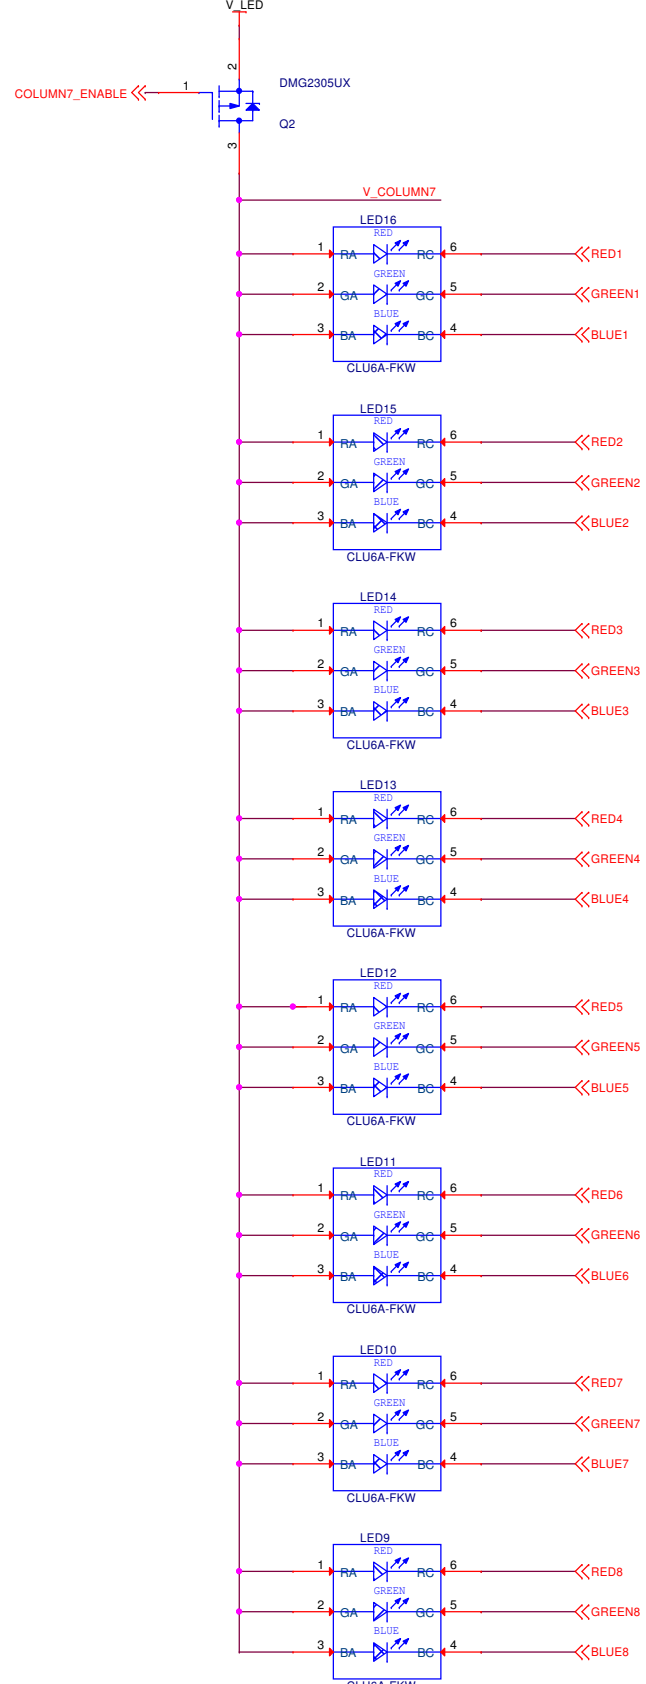 V_LED
2
DMG2305UX
1
COLUMN7_ENABLE
Q2
3
V_COLUMN7
LED16
RED
1 RA RC 6 RED1
GREEN
2 GA GC 5 GREEN1
BLUE
3 BA BC 4 BLUE1
CLU6A-FKW
LED15
RED
1 RA RC 6 RED2
GREEN
2 GA GC 5 GREEN2
BLUE
3 BA BC 4 BLUE2
CLU6A-FKW
LED14
RED
1 RA RC 6 RED3
GREEN
2 GA GC 5 GREEN3
BLUE
3 BA BC 4 BLUE3
CLU6A-FKW
LED13
RED
1 RA RC 6 RED4
GREEN
2 GA GC 5 GREEN4
BLUE
3 BA BC 4 BLUE4
CLU6A-FKW
LED12
RED
1 RA RC 6 RED5
GREEN
2 GA GC 5 GREEN5
BLUE
3 BA BC 4 BLUE5
CLU6A-FKW
LED11
RED
1 RA RC 6 RED6
GREEN
2 GA GC 5 GREEN6
BLUE
3 BA BC 4 BLUE6
CLU6A-FKW
LED10
RED
1 RA RC 6 RED7
GREEN
2 GA GC 5 GREEN7
BLUE
3 BA BC 4 BLUE7
CLU6A-FKW
LED9
RED
1 RA RC 6 RED8
GREEN
2 GA GC 5 GREEN8
BLUE
3 BA BC 4 BLUE8
CLU6A-FKW